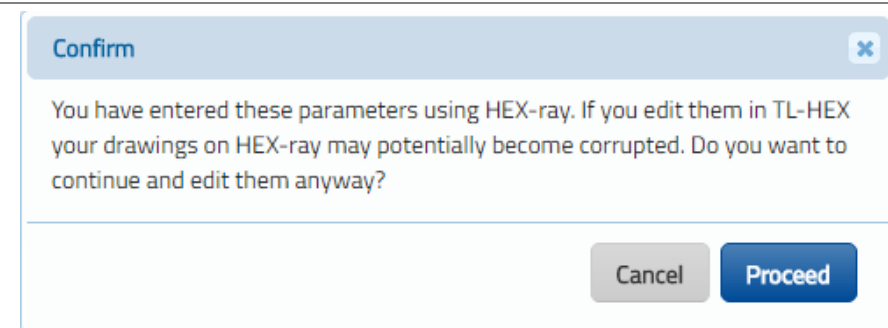 Confirm
You have entered these parameters using HEX-ray. If you edit them in TL-HEX
your drawings on HEX-ray may potentially become corrupted. Do you want to
continue and edit them anyway?
Cancel Proceed